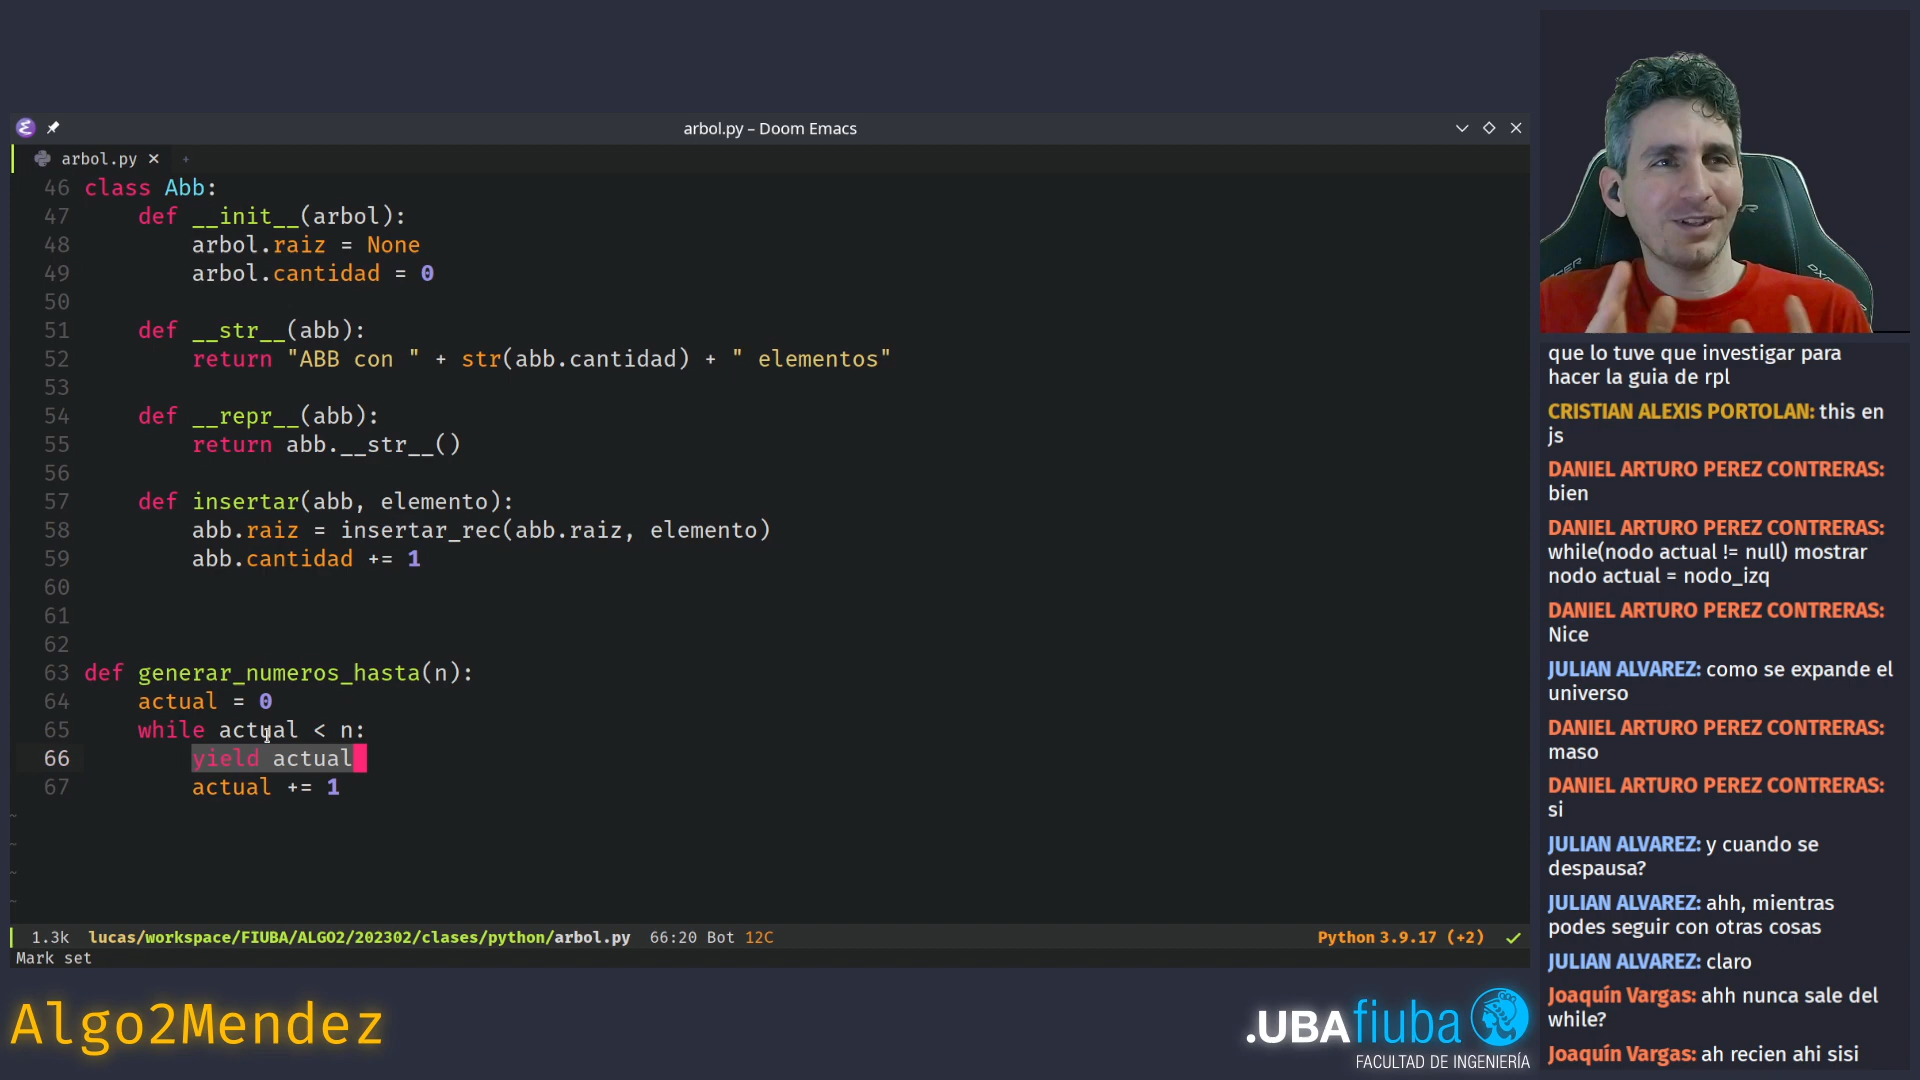 arbol.py – Doom Emacs
arbol.py
46 class Abb:
47 def __init__(arbol):
48 arbol.raiz = None
49 arbol.cantidad = 0
50
51 def __str__(abb):
52 return "ABB con " + str(abb.cantidad) + " elementos"
53
54 def __repr__(abb):
55 return abb.__str__()
56
57 def insertar(abb, elemento):
58 abb.raiz = insertar_rec(abb.raiz, elemento)
59 abb.cantidad += 1
60
61
62
63 def generar_numeros_hasta(n):
64 actual = 0
65 while actual < n:
66 yield actual
67 actual += 1
~
~
~
~
1.3k lucas/workspace/FIUBA/ALGO2/202302/clases/python/arbol.py 66:20 Bot 12C
Python 3.9.17 (+2)
Mark set
Algo2Mendez
.UBAfiuba
FACULTAD DE INGENIERÍA
DXRACER
que lo tuve que investigar para
hacer la guia de rpl
CRISTIAN ALEXIS PORTOLAN: this en
js
DANIEL ARTURO PEREZ CONTRERAS:
bien
DANIEL ARTURO PEREZ CONTRERAS:
while(nodo actual != null) mostrar
nodo actual = nodo_izq
DANIEL ARTURO PEREZ CONTRERAS:
Nice
JULIAN ALVAREZ: como se expande el
universo
DANIEL ARTURO PEREZ CONTRERAS:
maso
DANIEL ARTURO PEREZ CONTRERAS:
si
JULIAN ALVAREZ: y cuando se
despausa?
JULIAN ALVAREZ: ahh, mientras
podes seguir con otras cosas
JULIAN ALVAREZ: claro
Joaquín Vargas: ahh nunca sale del
while?
Joaquín Vargas: ah recien ahi sisi